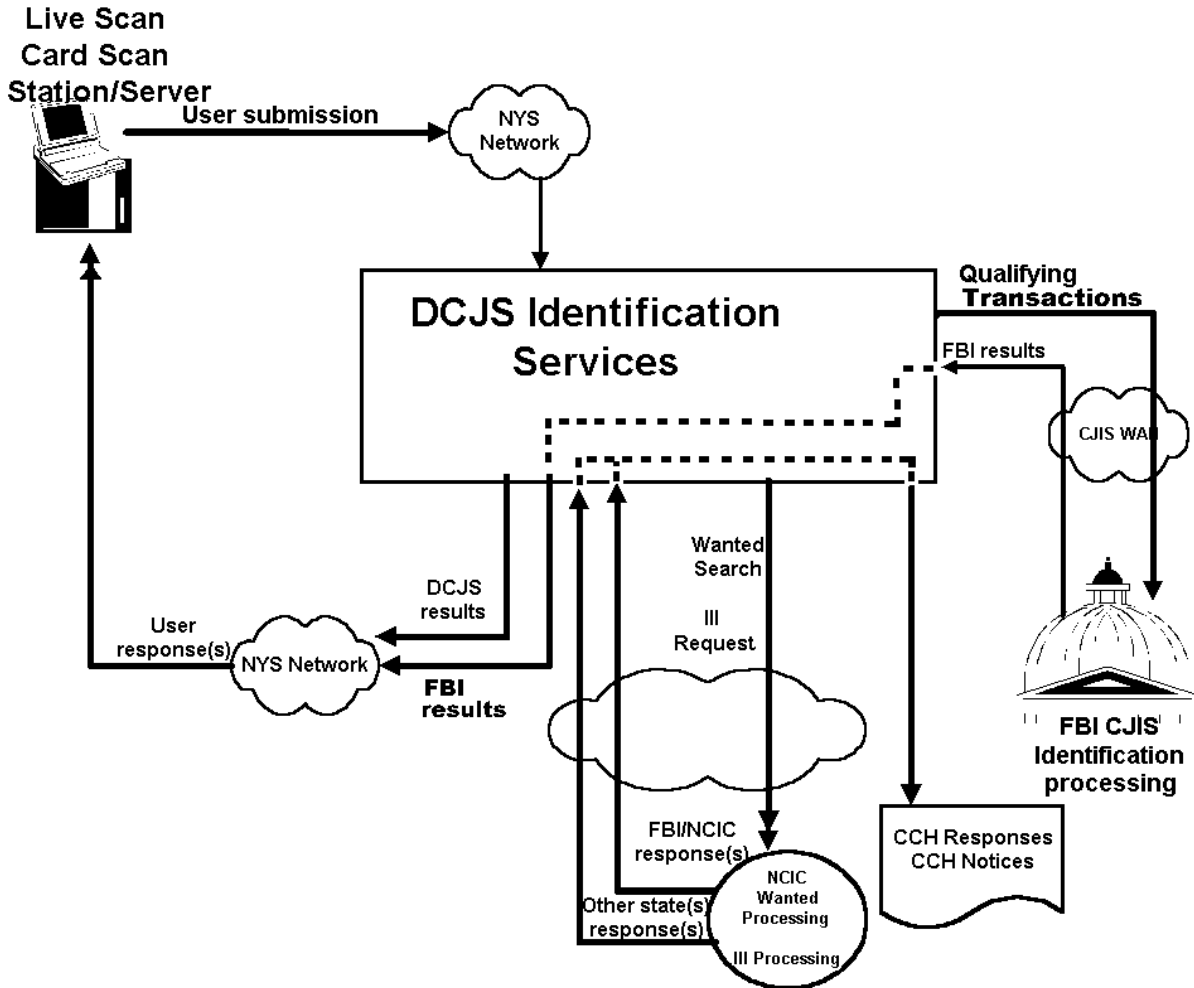 Live Scan
Card Scan
Station/Server
User submission
NYS
Network
DCJS Identification
Services
Qualifying
Transactions
FBI results
CJIS WAN
Wanted
Search
III
Request
DCJS
results
User
response(s)
NYS Network
FBI
results
FBI CJIS
Identification
processing
FBI/NCIC
response(s)
CCH Responses
CCH Notices
NCIC
Wanted
Processing
III Processing
Other state(s)
response(s)